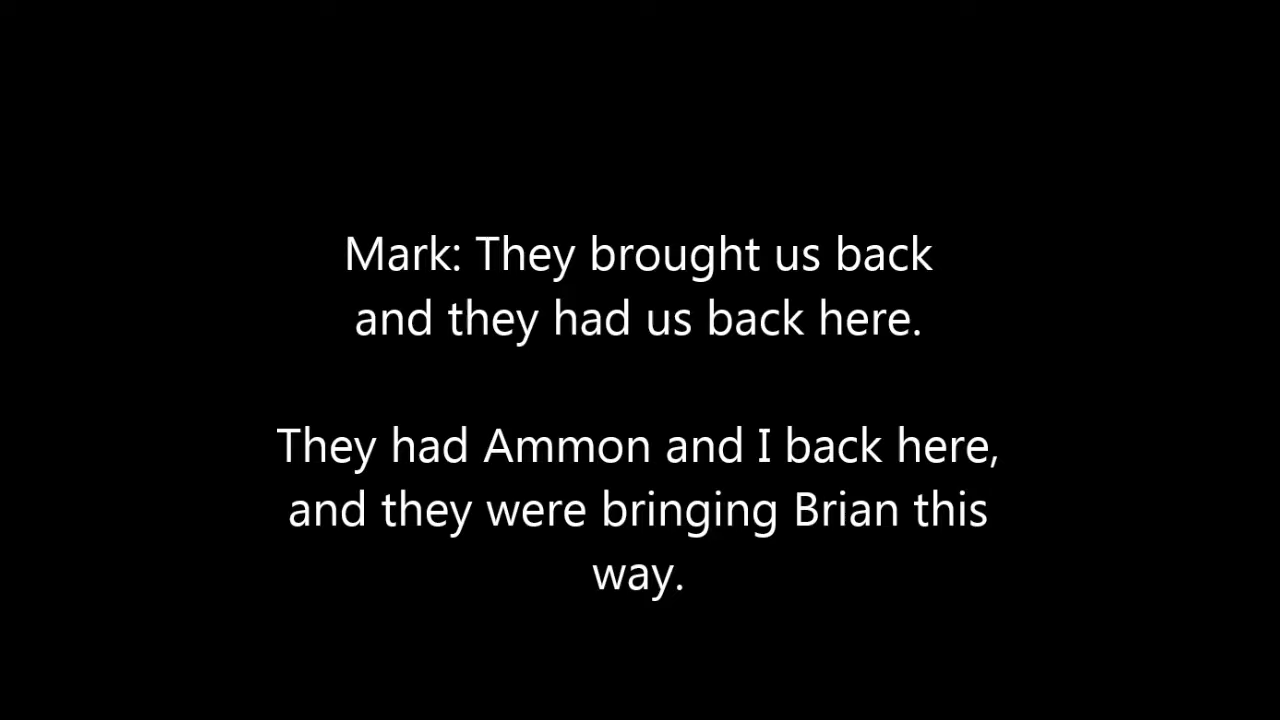 Mark: They brought us back
and they had us back here.
They had Ammon and I back here,
and they were bringing Brian this
way.